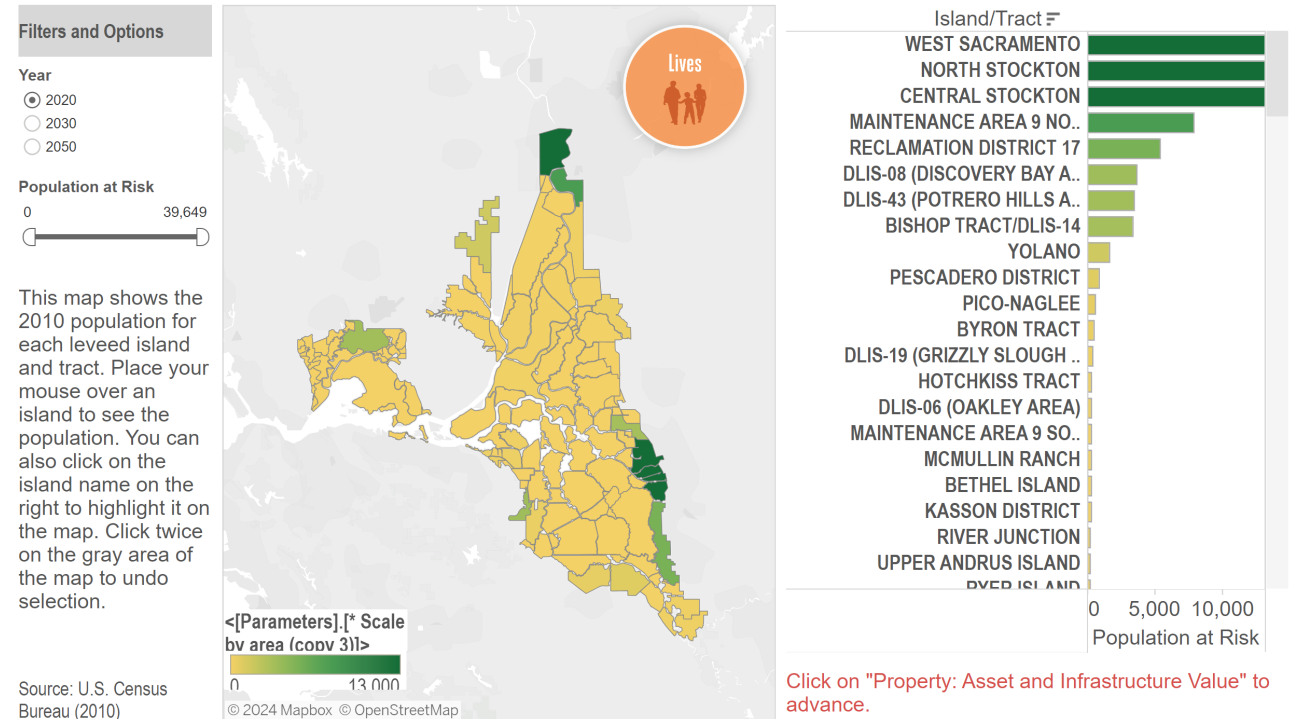 Filters and Options
Year
2020
2030
2050
Population at Risk
0 39,649
This map shows the
2010 population for
each leveed island
and tract. Place your
mouse over an
island to see the
population. You can
also click on the
island name on the
right to highlight it on
the map. Click twice
on the gray area of
the map to undo
selection.
Source: U.S. Census
Bureau (2010)
Lives
<[Parameters].[* Scale
by area (copy 3)]>
0 13,000
© 2024 Mapbox © OpenStreetMap
Island/Tract
WEST SACRAMENTO
NORTH STOCKTON
CENTRAL STOCKTON
MAINTENANCE AREA 9 NO..
RECLAMATION DISTRICT 17
DLIS-08 (DISCOVERY BAY A..
DLIS-43 (POTRERO HILLS A..
BISHOP TRACT/DLIS-14
YOLANO
PESCADERO DISTRICT
PICO-NAGLEE
BYRON TRACT
DLIS-19 (GRIZZLY SLOUGH ..
HOTCHKISS TRACT
DLIS-06 (OAKLEY AREA)
MAINTENANCE AREA 9 SO..
MCMULLIN RANCH
BETHEL ISLAND
KASSON DISTRICT
RIVER JUNCTION
UPPER ANDRUS ISLAND
RYER ISLAND
0 5,000 10,000
Population at Risk
Click on "Property: Asset and Infrastructure Value" to
advance.